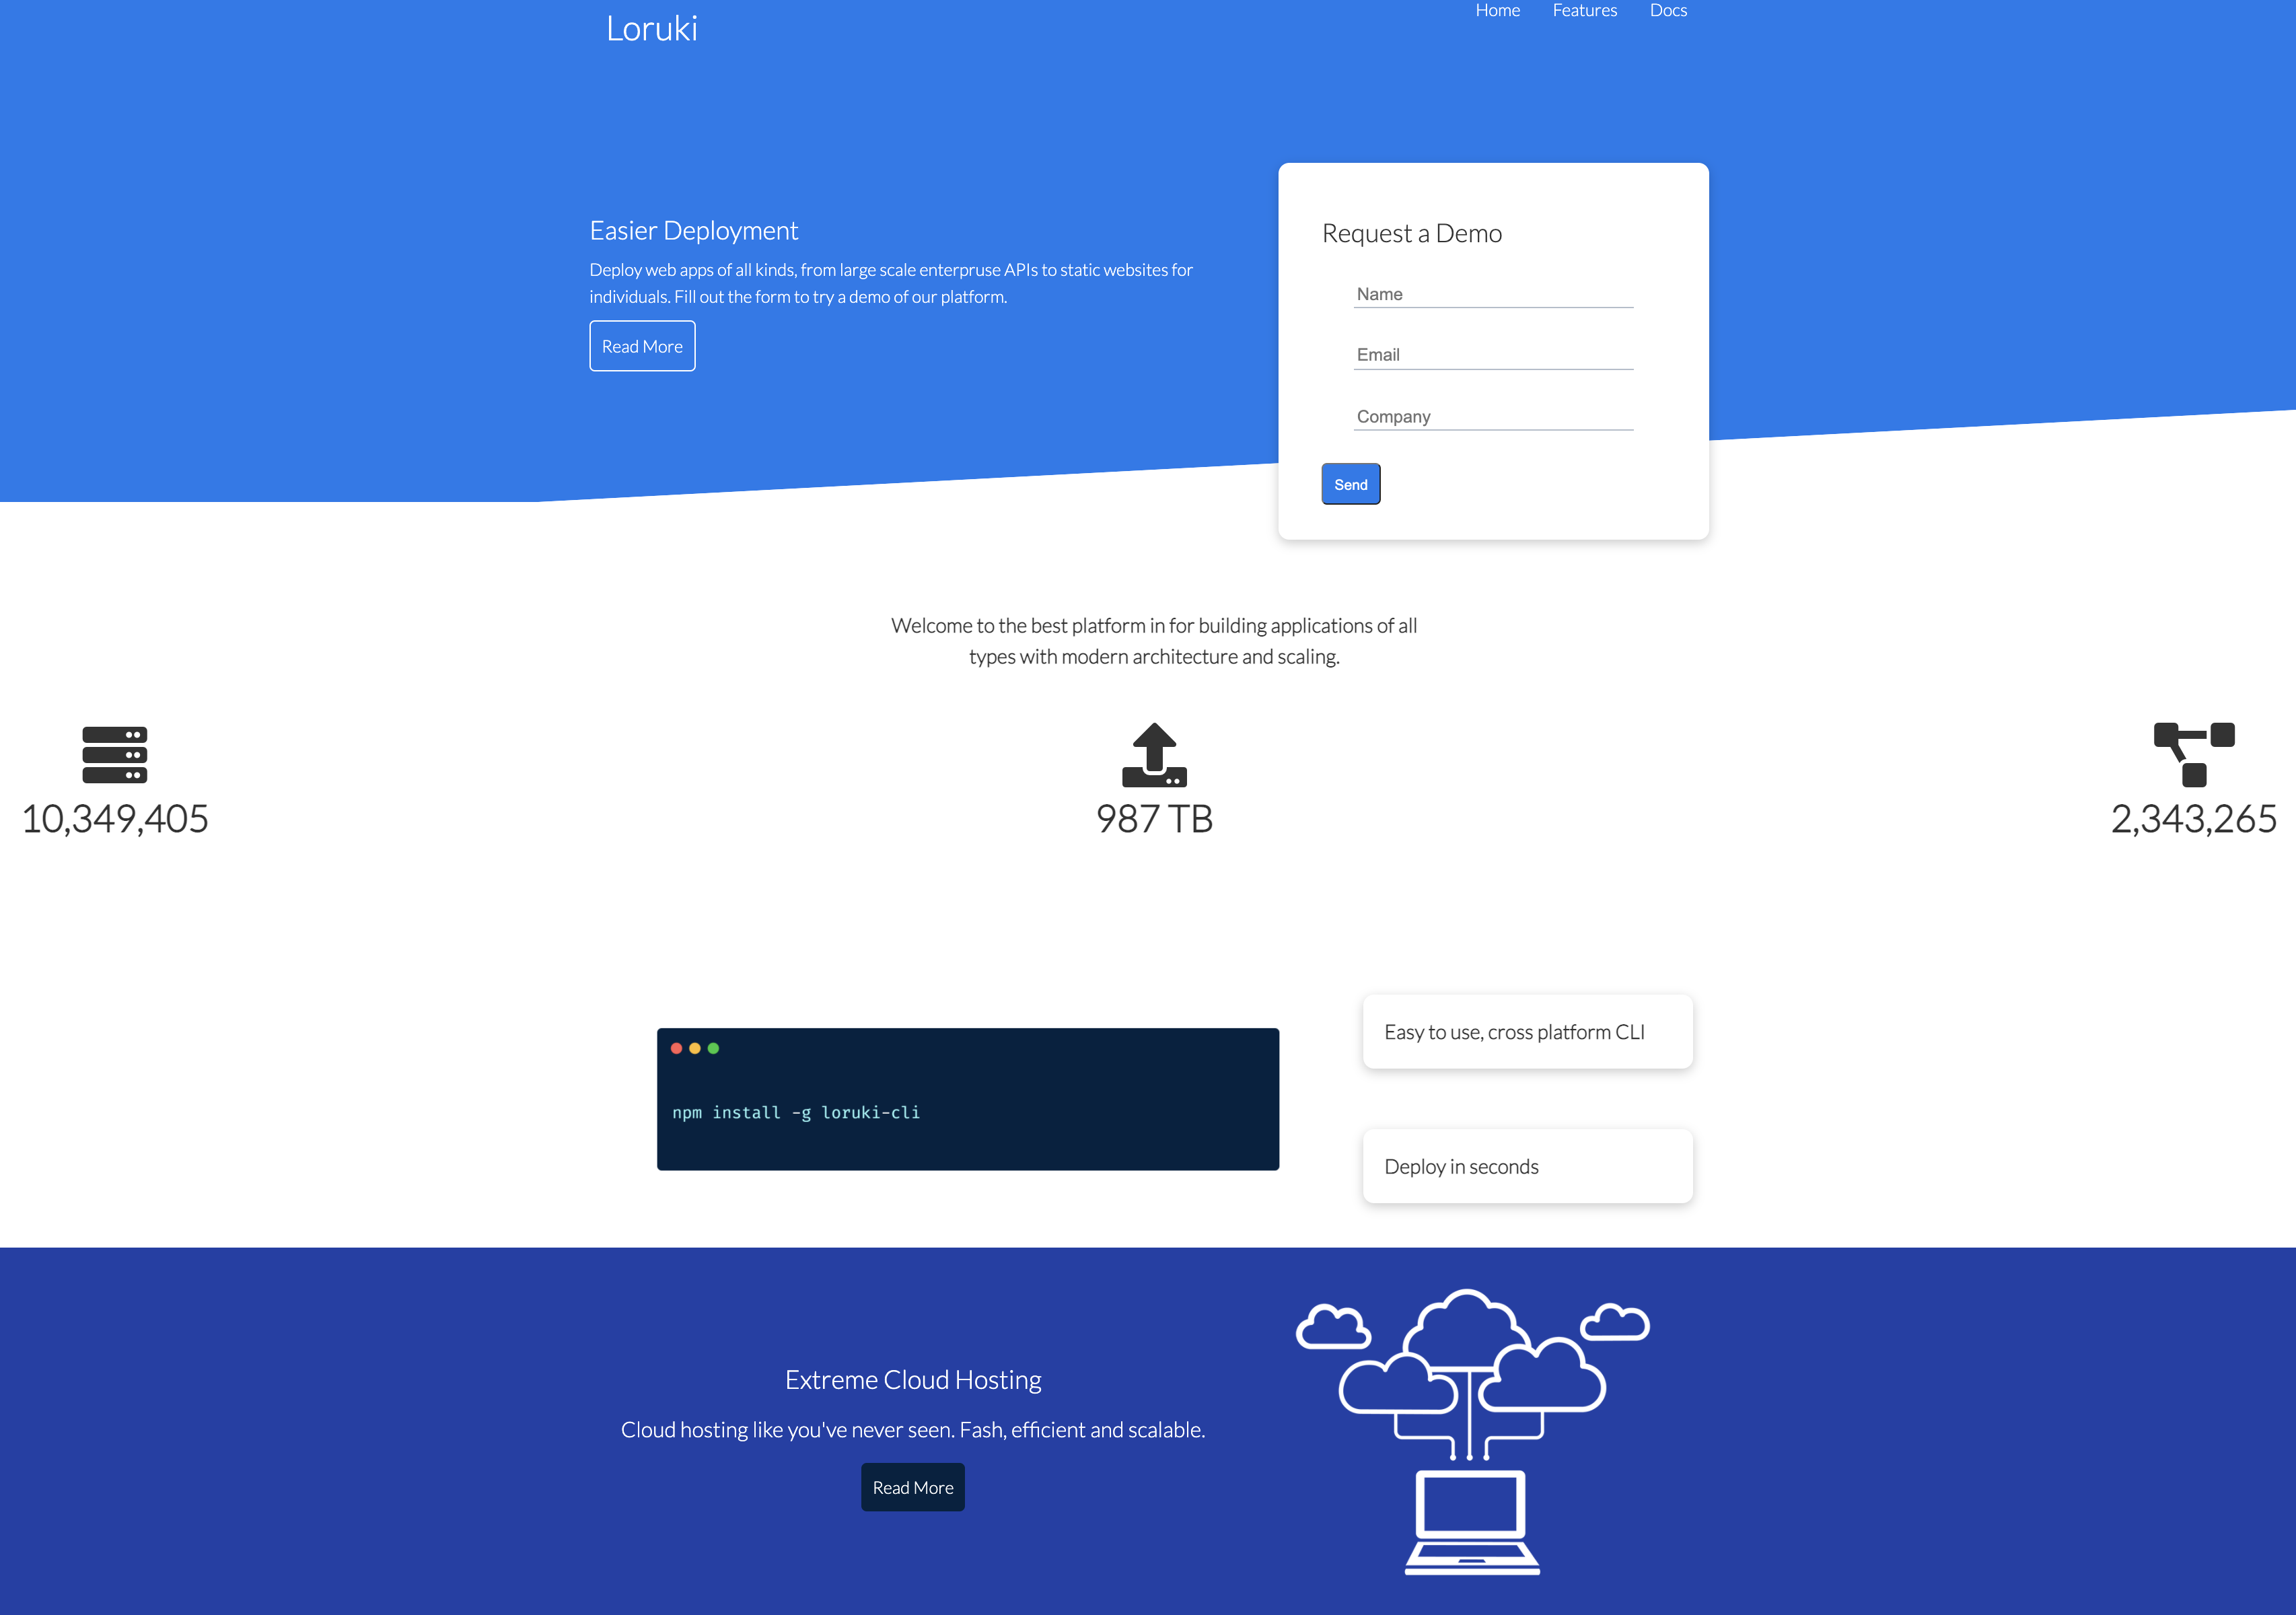 Loruki
Home Features Docs
Easier Deployment
Deploy web apps of all kinds, from large scale enterpruse APIs to static websites for
individuals. Fill out the form to try a demo of our platform.
Read More
Request a Demo
Name
Email
Company
Send
Welcome to the best platform in for building applications of all
types with modern architecture and scaling.
10,349,405
987 TB
2,343,265
npm install -g loruki-cli
Easy to use, cross platform CLI
Deploy in seconds
Extreme Cloud Hosting
Cloud hosting like you've never seen. Fash, efficient and scalable.
Read More